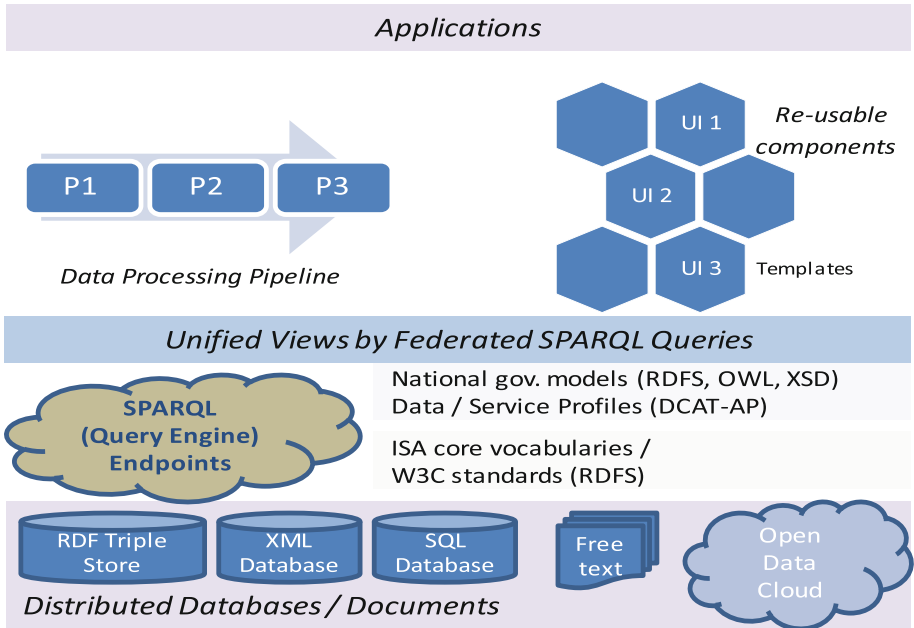 Applications
P1
P2
P3
Data Processing Pipeline
UI 1
UI 2
UI 3
Re-usable
components
Templates
Unified Views by Federated SPARQL Queries
SPARQL
(Query Engine)
Endpoints
National gov. models (RDFS, OWL, XSD)
Data / Service Profiles (DCAT-AP)
ISA core vocabularies /
W3C standards (RDFS)
RDF Triple
Store
XML
Database
SQL
Database
Free
text
Open
Data
Cloud
Distributed Databases / Documents